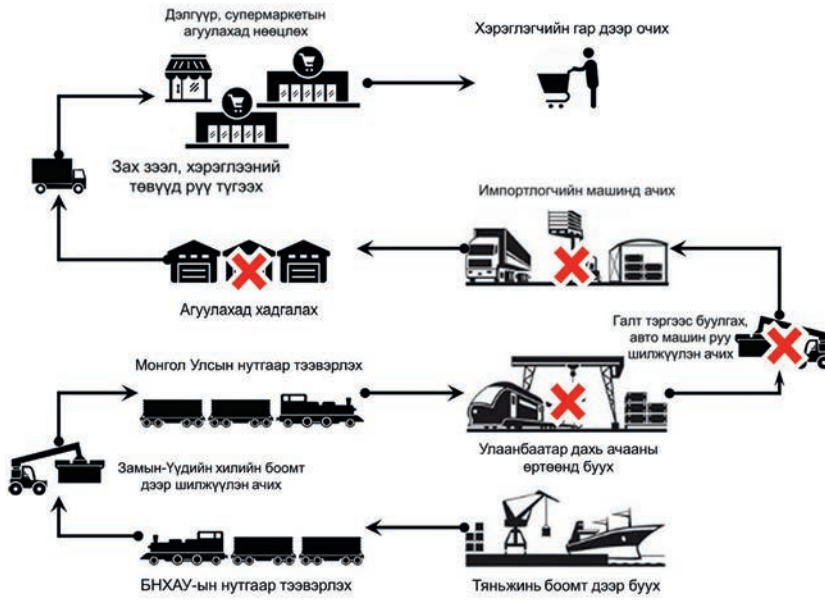 Дэлгүүр, супермаркетын
агуулахад нөөцлөх
Хэрэглэгчийн гар дээр очих
Зах зээл, хэрэглээний
төвүүд рүү түгээх
Импортлогчийн машинд ачих
Агуулахад хадгалах
Галт тэргээс буулгах,
авто машин руу
шилжүүлэн ачих
Монгол Улсын нутгаар тээвэрлэх
Улаанбаатар дахь ачааны
өртөөнд буух
Замын-Үүдийн хилийн боомт
дээр шилжүүлэн ачих
БНХАУ-ын нутгаар тээвэрлэх
Тяньжинь боомт дээр буух